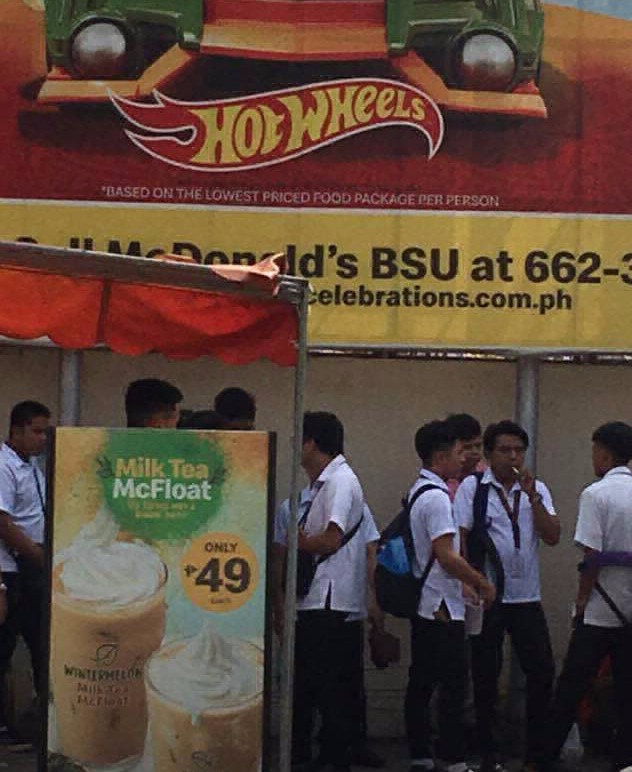 HOT WHEELS
*BASED ON THE LOWEST PRICED FOOD PACKAGE PER PERSON
McDonald's BSU at 662-3
celebrations.com.ph
Milk Tea
McFloat
ONLY
₱49
WINTERMELON
Milk Tea
McFloat